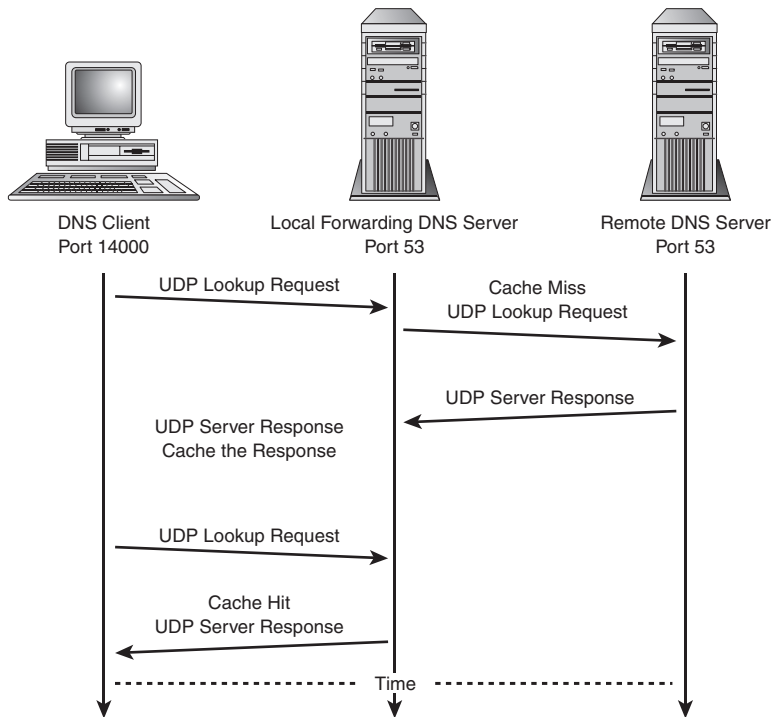 DNS Client
Port 14000
Local Forwarding DNS Server
Port 53
Remote DNS Server
Port 53
UDP Lookup Request
Cache Miss
UDP Lookup Request
UDP Server Response
UDP Server Response
Cache the Response
UDP Lookup Request
Cache Hit
UDP Server Response
Time